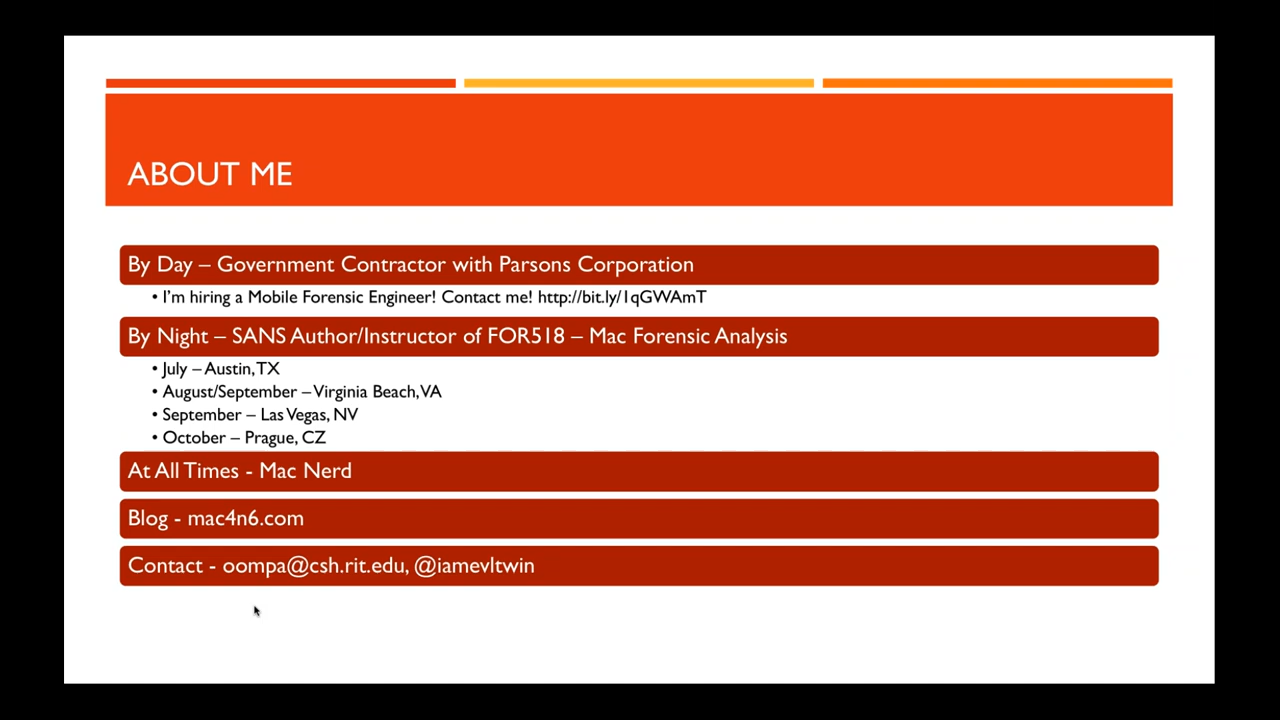 ABOUT ME
By Day – Government Contractor with Parsons Corporation
• I'm hiring a Mobile Forensic Engineer! Contact me! http://bit.ly/1qGWAmT
By Night – SANS Author/Instructor of FOR518 – Mac Forensic Analysis
• July – Austin, TX
• August/September – Virginia Beach, VA
• September – Las Vegas, NV
• October – Prague, CZ
At All Times - Mac Nerd
Blog - mac4n6.com
Contact - oompa@csh.rit.edu, @iamevltwin